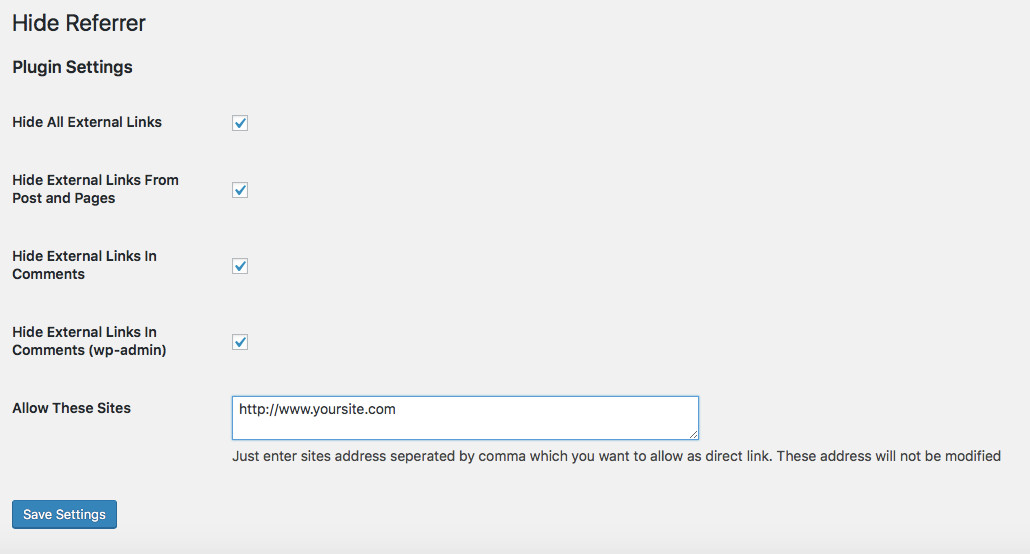 Hide Referrer
Plugin Settings
Hide All External Links
Hide External Links From
Post and Pages
Hide External Links In
Comments
Hide External Links In
Comments (wp-admin)
Allow These Sites
http://www.yoursite.com
Just enter sites address seperated by comma which you want to allow as direct link. These address will not be modified
Save Settings